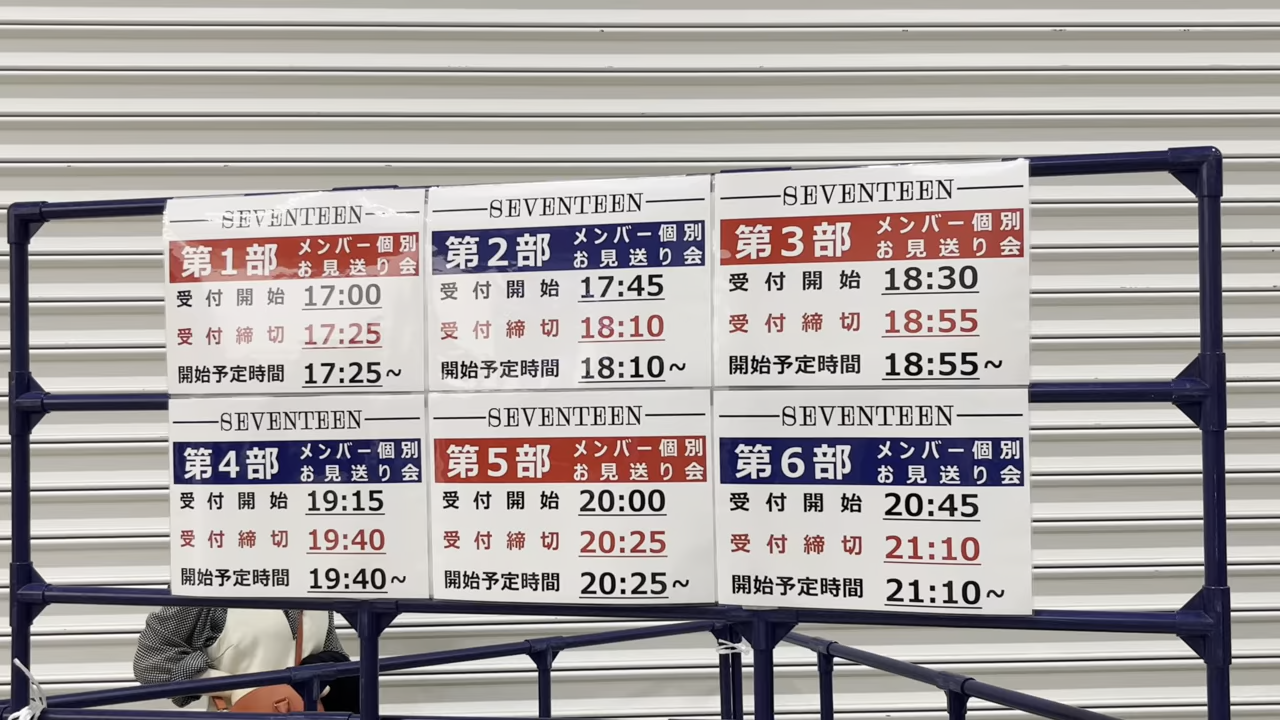 SEVENTEEN
第1部 メンバー個別
お見送り会
受付開始 17:00
受付締切 17:25
開始予定時間 17:25~
SEVENTEEN
第2部 メンバー個別
お見送り会
受付開始 17:45
受付締切 18:10
開始予定時間 18:10~
SEVENTEEN
第3部 メンバー個別
お見送り会
受付開始 18:30
受付締切 18:55
開始予定時間 18:55~
SEVENTEEN
第4部 メンバー個別
お見送り会
受付開始 19:15
受付締切 19:40
開始予定時間 19:40~
SEVENTEEN
第5部 メンバー個別
お見送り会
受付開始 20:00
受付締切 20:25
開始予定時間 20:25~
SEVENTEEN
第6部 メンバー個別
お見送り会
受付開始 20:45
受付締切 21:10
開始予定時間 21:10~